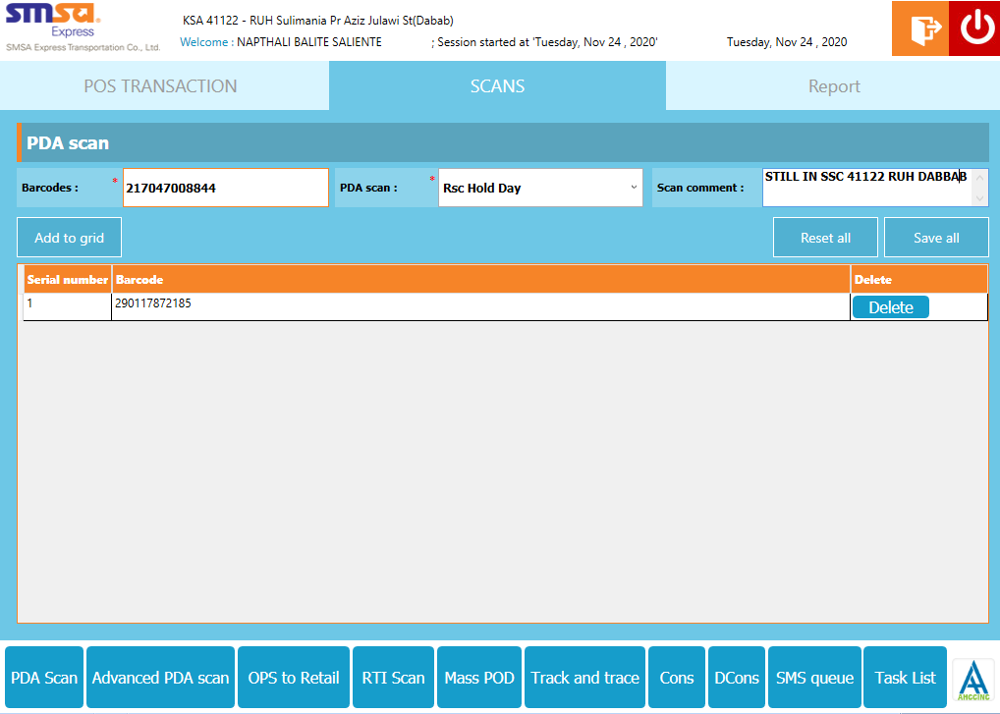 smsa
Express
SMSA Express Transportation Co., Ltd.
KSA 41122 - RUH Sulimania Pr Aziz Julawi St(Dabab)
Welcome : NAPTHALI BALITE SALIENTE ; Session started at 'Tuesday, Nov 24 , 2020' Tuesday, Nov 24 , 2020
POS TRANSACTION SCANS Report
PDA scan
Barcodes : * 217047008844 PDA scan : * Rsc Hold Day Scan comment : STILL IN SSC 41122 RUH DABBAB
Add to grid Reset all Save all
Serial number Barcode Delete
1 290117872185 Delete
PDA Scan Advanced PDA scan OPS to Retail RTI Scan Mass POD Track and trace Cons DCons SMS queue Task List